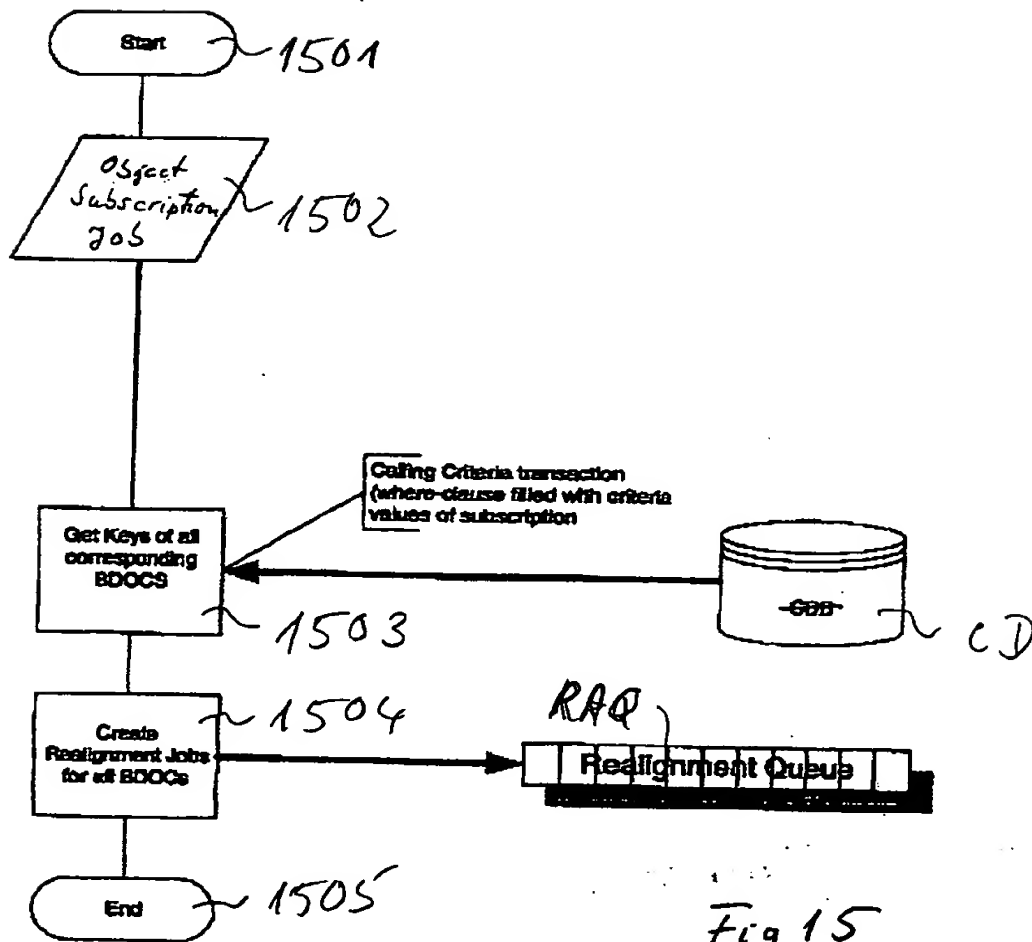 Start
1501
Object
Subscription
Job
1502
Calling Criteria transaction
(where-clause filled with criteria
values of subscription
Get Keys of all
corresponding
BDOCS
1503
CDB
CD
Create
Realignment Jobs
for all BDOCs
1504
RAQ
Realignment Queue
End
1505
Fig 15